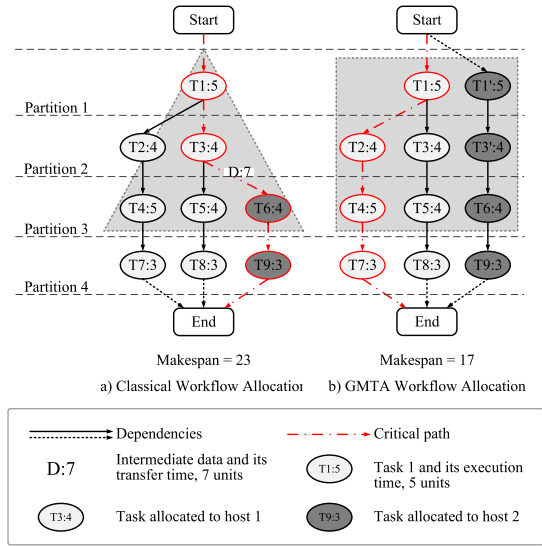 Start
Start
T1:5
T1:5
T1':5
Partition 1
T2:4
T3:4
T2:4
T3:4
T3':4
Partition 2
D:7
T4:5
T5:4
T6:4
T4:5
T5:4
T6:4
Partition 3
T7:3
T8:3
T9:3
T7:3
T8:3
T9:3
Partition 4
End
End
Makespan = 23
Makespan = 17
a) Classical Workflow Allocation
b) GMTA Workflow Allocation
Dependencies
Critical path
D:7
Intermediate data and its
transfer time, 7 units
T1:5
Task 1 and its execution
time, 5 units
T3:4
Task allocated to host 1
T9:3
Task allocated to host 2